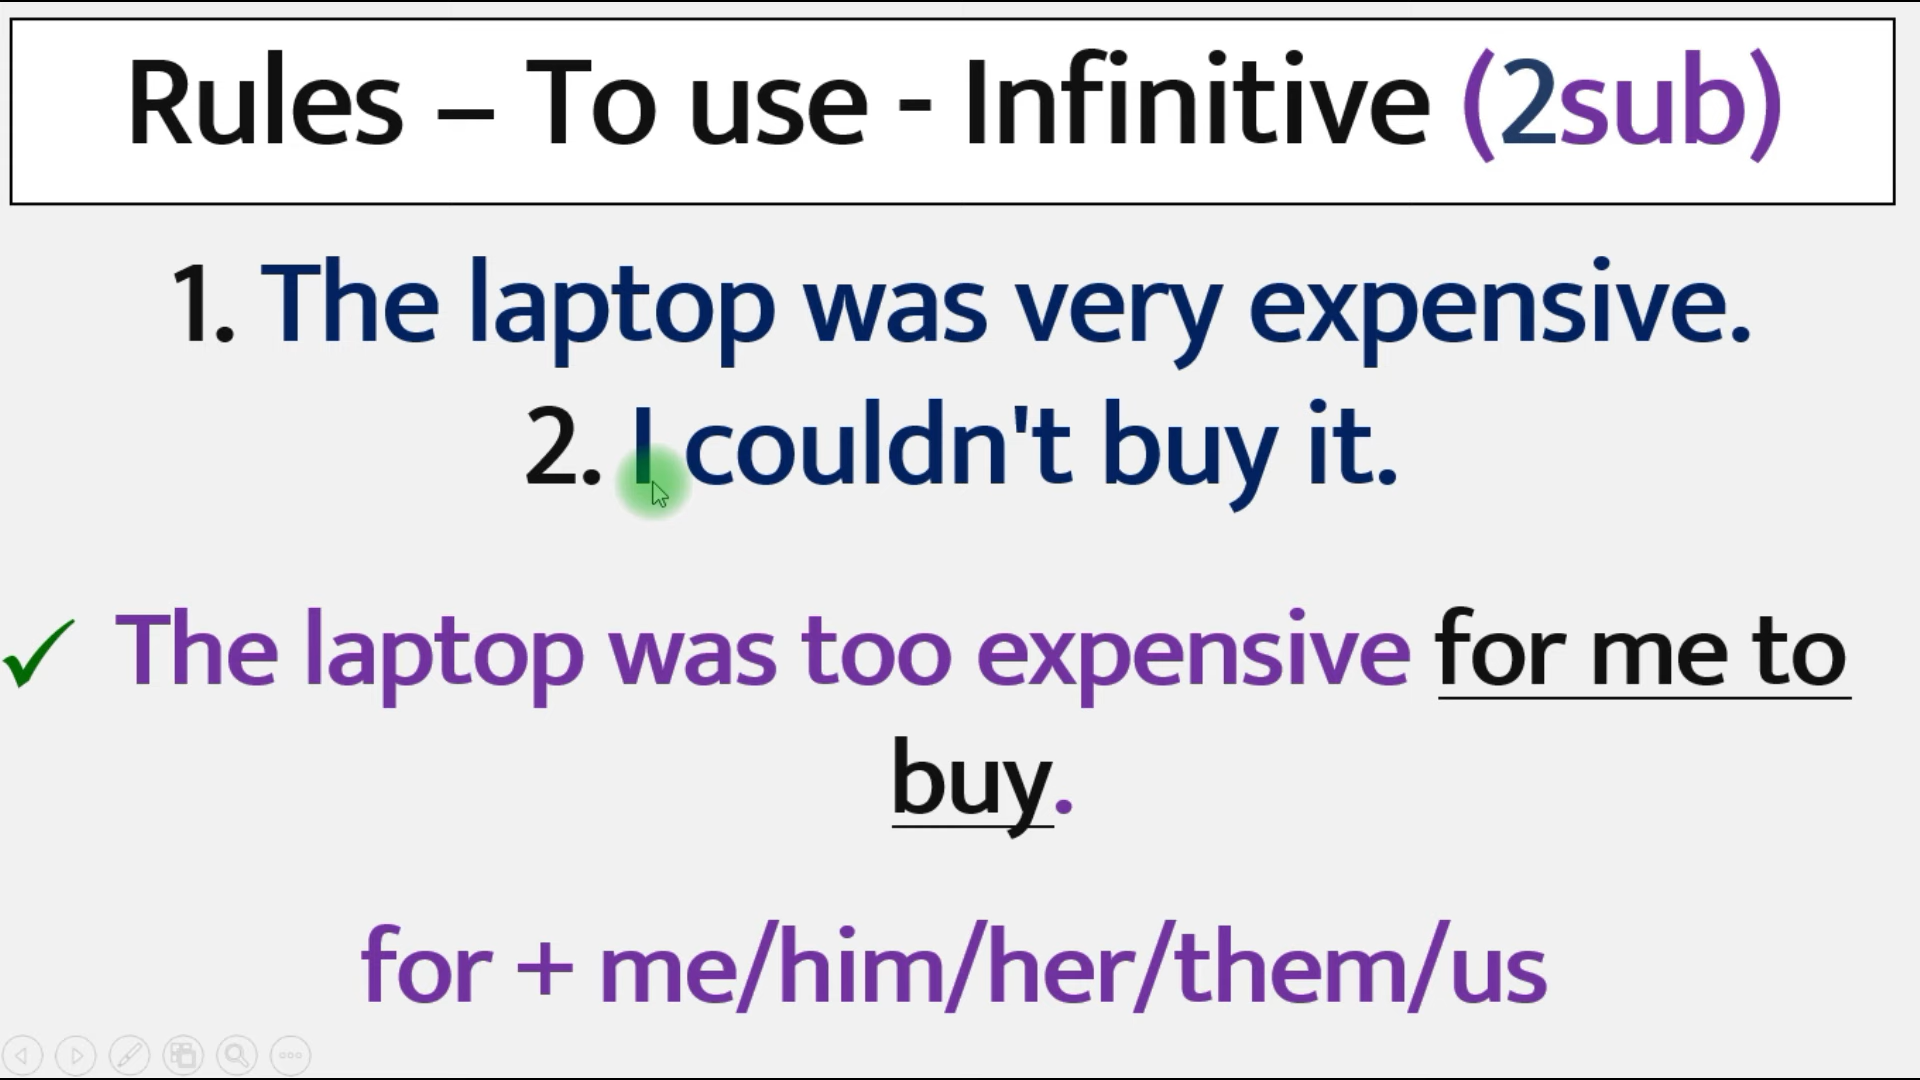 Rules – To use - Infinitive (2sub)
1. The laptop was very expensive.
2. I couldn't buy it.
✓ The laptop was too expensive for me to
buy.
for + me/him/her/them/us